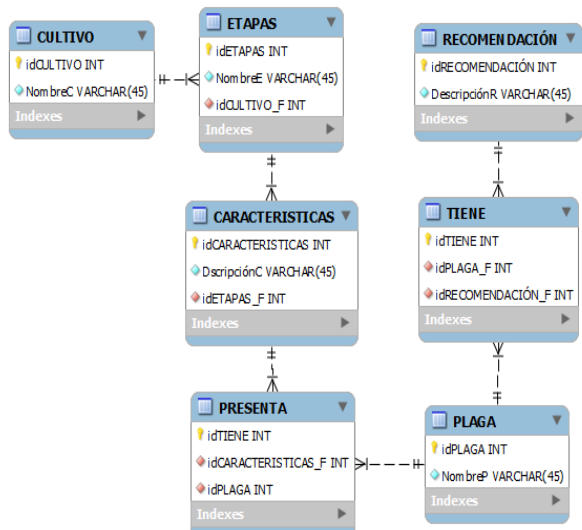 CULTIVO
idCULTIVO INT
NombreC VARCHAR(45)
Indexes
ETAPAS
idETAPAS INT
NombreE VARCHAR(45)
idCULTIVO_F INT
Indexes
RECOMENDACIÓN
idRECOMENDACIÓN INT
DescripciónR VARCHAR(45)
Indexes
CARACTERISTICAS
idCARACTERISTICAS INT
DscripciónC VARCHAR(45)
idETAPAS_F INT
Indexes
TIENE
idTIENE INT
idPLAGA_F INT
idRECOMENDACIÓN_F INT
Indexes
PRESENTA
idTIENE INT
idCARACTERISTICAS_F INT
idPLAGA INT
Indexes
PLAGA
idPLAGA INT
NombreP VARCHAR(45)
Indexes